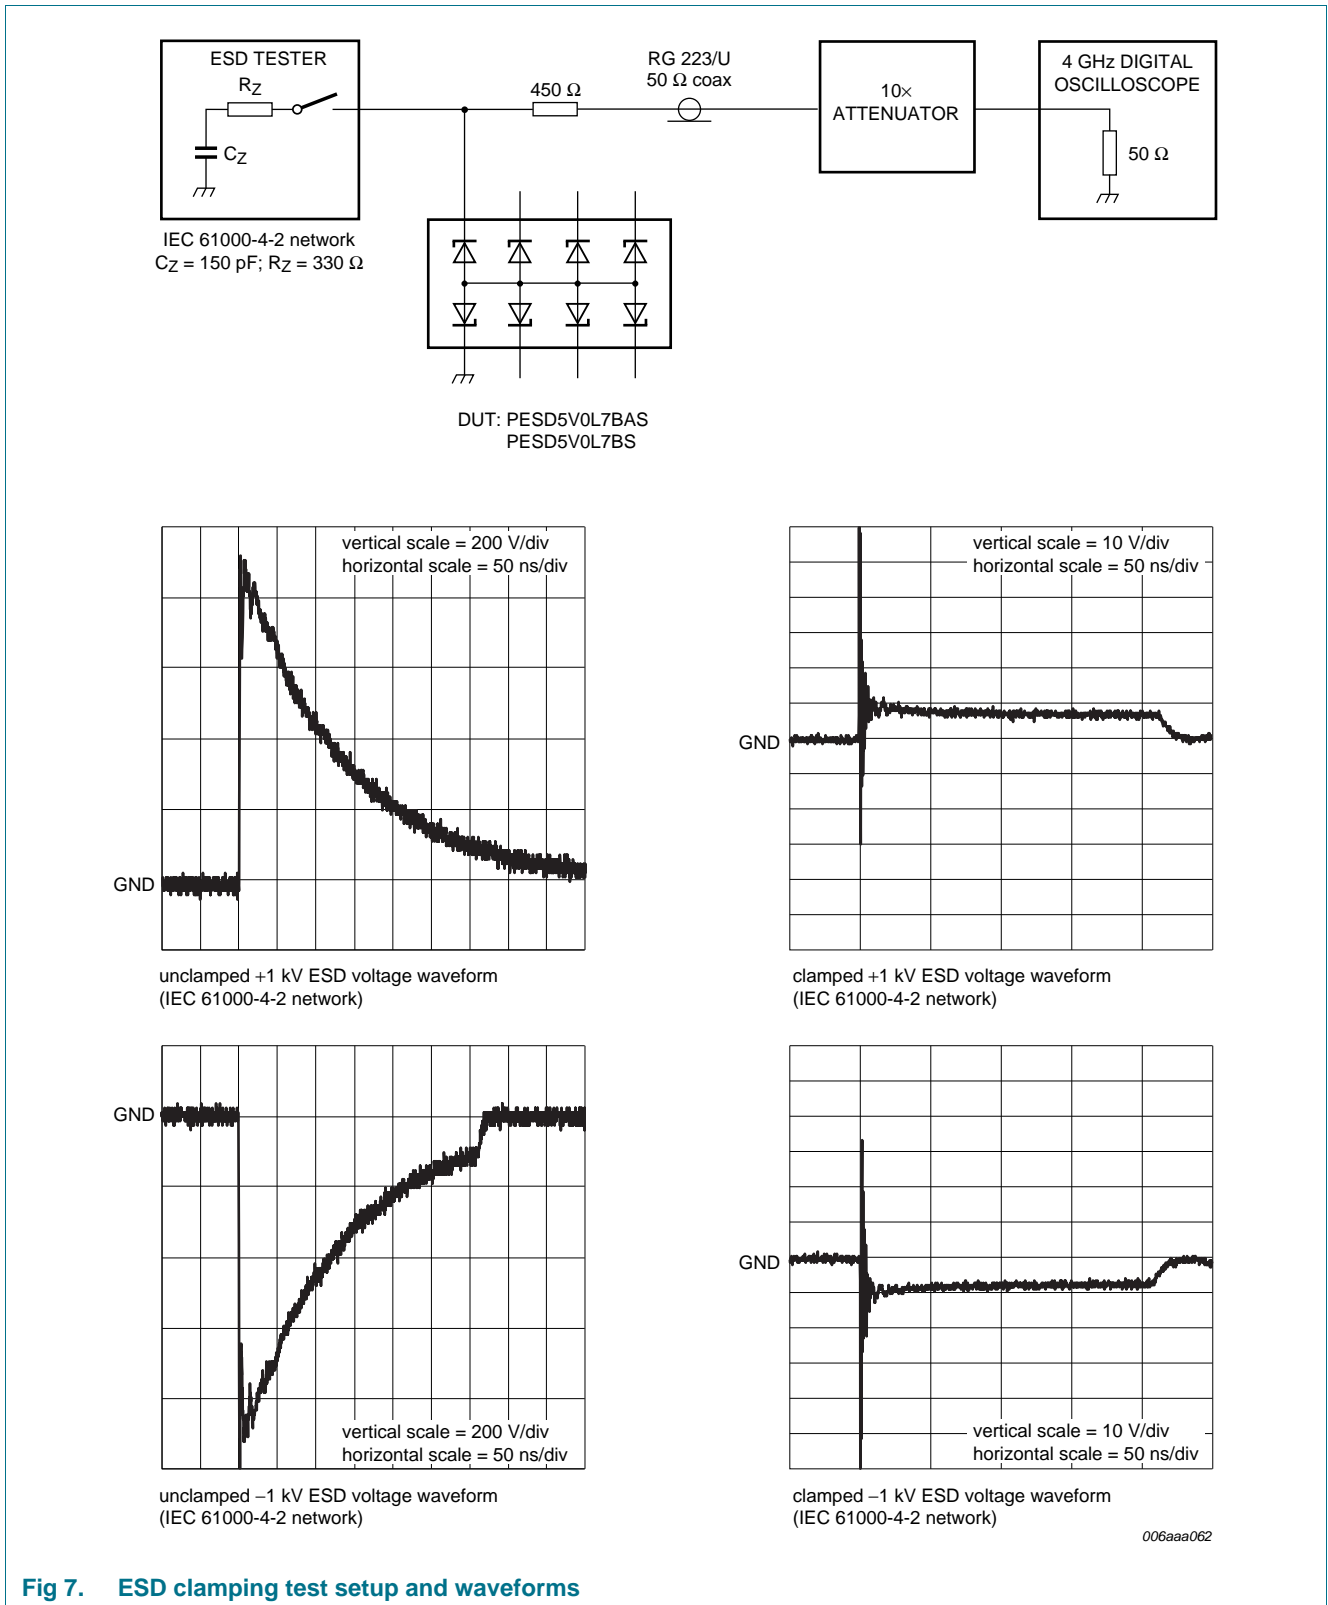 ESD TESTER
RZ
CZ
450 Ω
RG 223/U
50 Ω coax
10×
ATTENUATOR
4 GHz DIGITAL
OSCILLOSCOPE
50 Ω
IEC 61000-4-2 network
CZ = 150 pF; RZ = 330 Ω
DUT: PESD5V0L7BAS
PESD5V0L7BS
vertical scale = 200 V/div
horizontal scale = 50 ns/div
GND
unclamped +1 kV ESD voltage waveform
(IEC 61000-4-2 network)
vertical scale = 10 V/div
horizontal scale = 50 ns/div
GND
clamped +1 kV ESD voltage waveform
(IEC 61000-4-2 network)
GND
vertical scale = 200 V/div
horizontal scale = 50 ns/div
unclamped −1 kV ESD voltage waveform
(IEC 61000-4-2 network)
GND
vertical scale = 10 V/div
horizontal scale = 50 ns/div
clamped −1 kV ESD voltage waveform
(IEC 61000-4-2 network)
006aaa062
Fig 7. ESD clamping test setup and waveforms